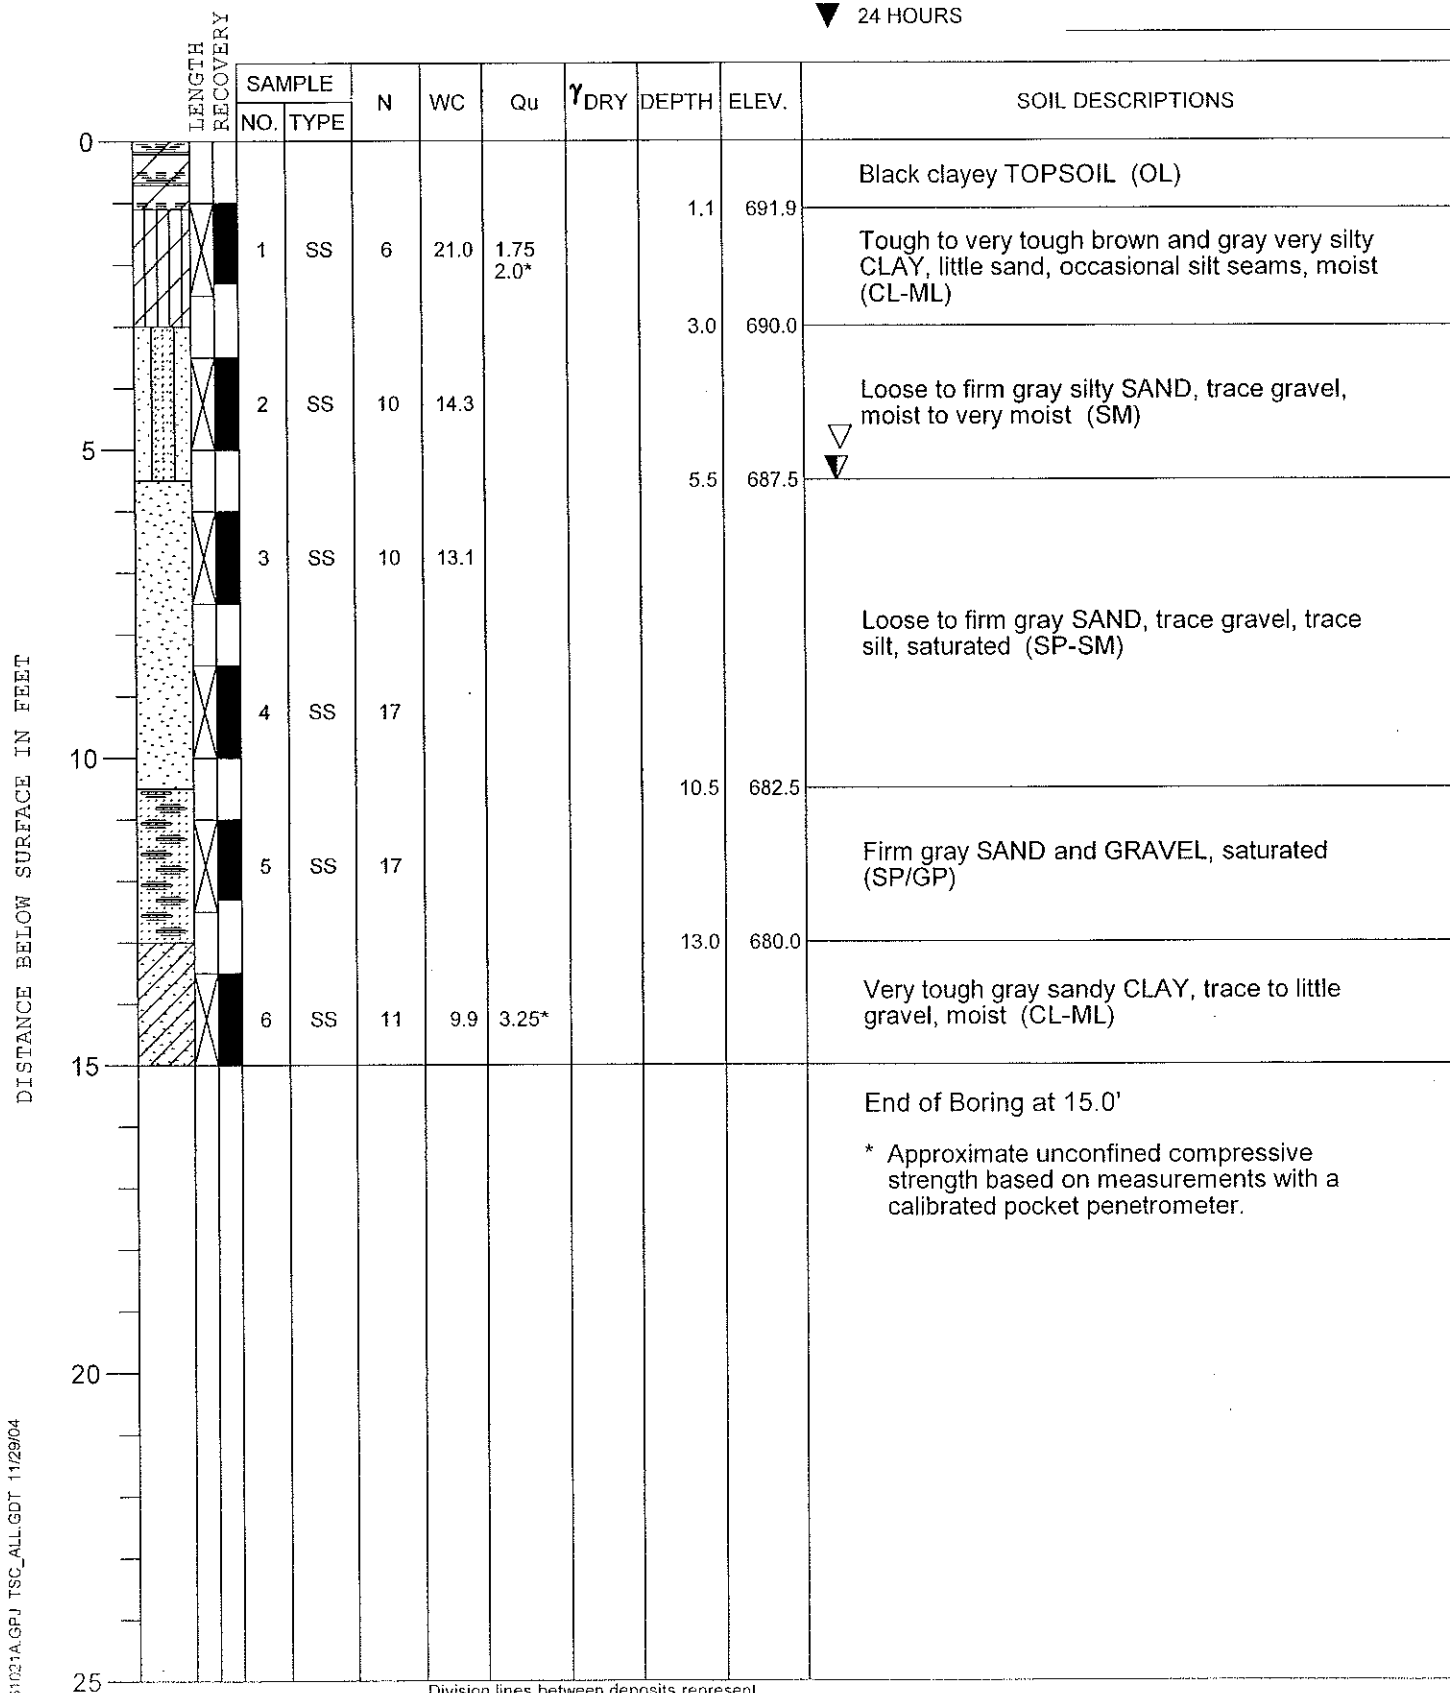 24 HOURS
LENGTH
RECOVERY
SAMPLE
NO. TYPE
N WC Qu γDRY DEPTH ELEV. SOIL DESCRIPTIONS
0
Black clayey TOPSOIL (OL)
1.1 691.9
1 SS 6 21.0 1.75
2.0*
Tough to very tough brown and gray very silty
CLAY, little sand, occasional silt seams, moist
(CL-ML)
3.0 690.0
2 SS 10 14.3
Loose to firm gray silty SAND, trace gravel,
moist to very moist (SM)
5
5.5 687.5
3 SS 10 13.1
Loose to firm gray SAND, trace gravel, trace
silt, saturated (SP-SM)
4 SS 17
10
10.5 682.5
5 SS 17
Firm gray SAND and GRAVEL, saturated
(SP/GP)
13.0 680.0
6 SS 11 9.9 3.25*
Very tough gray sandy CLAY, trace to little
gravel, moist (CL-ML)
15
End of Boring at 15.0'
* Approximate unconfined compressive
strength based on measurements with a
calibrated pocket penetrometer.
20
25
DISTANCE BELOW SURFACE IN FEET
1021A.GPJ TSC_ALL.GDT 11/29/04
Division lines between deposits represent